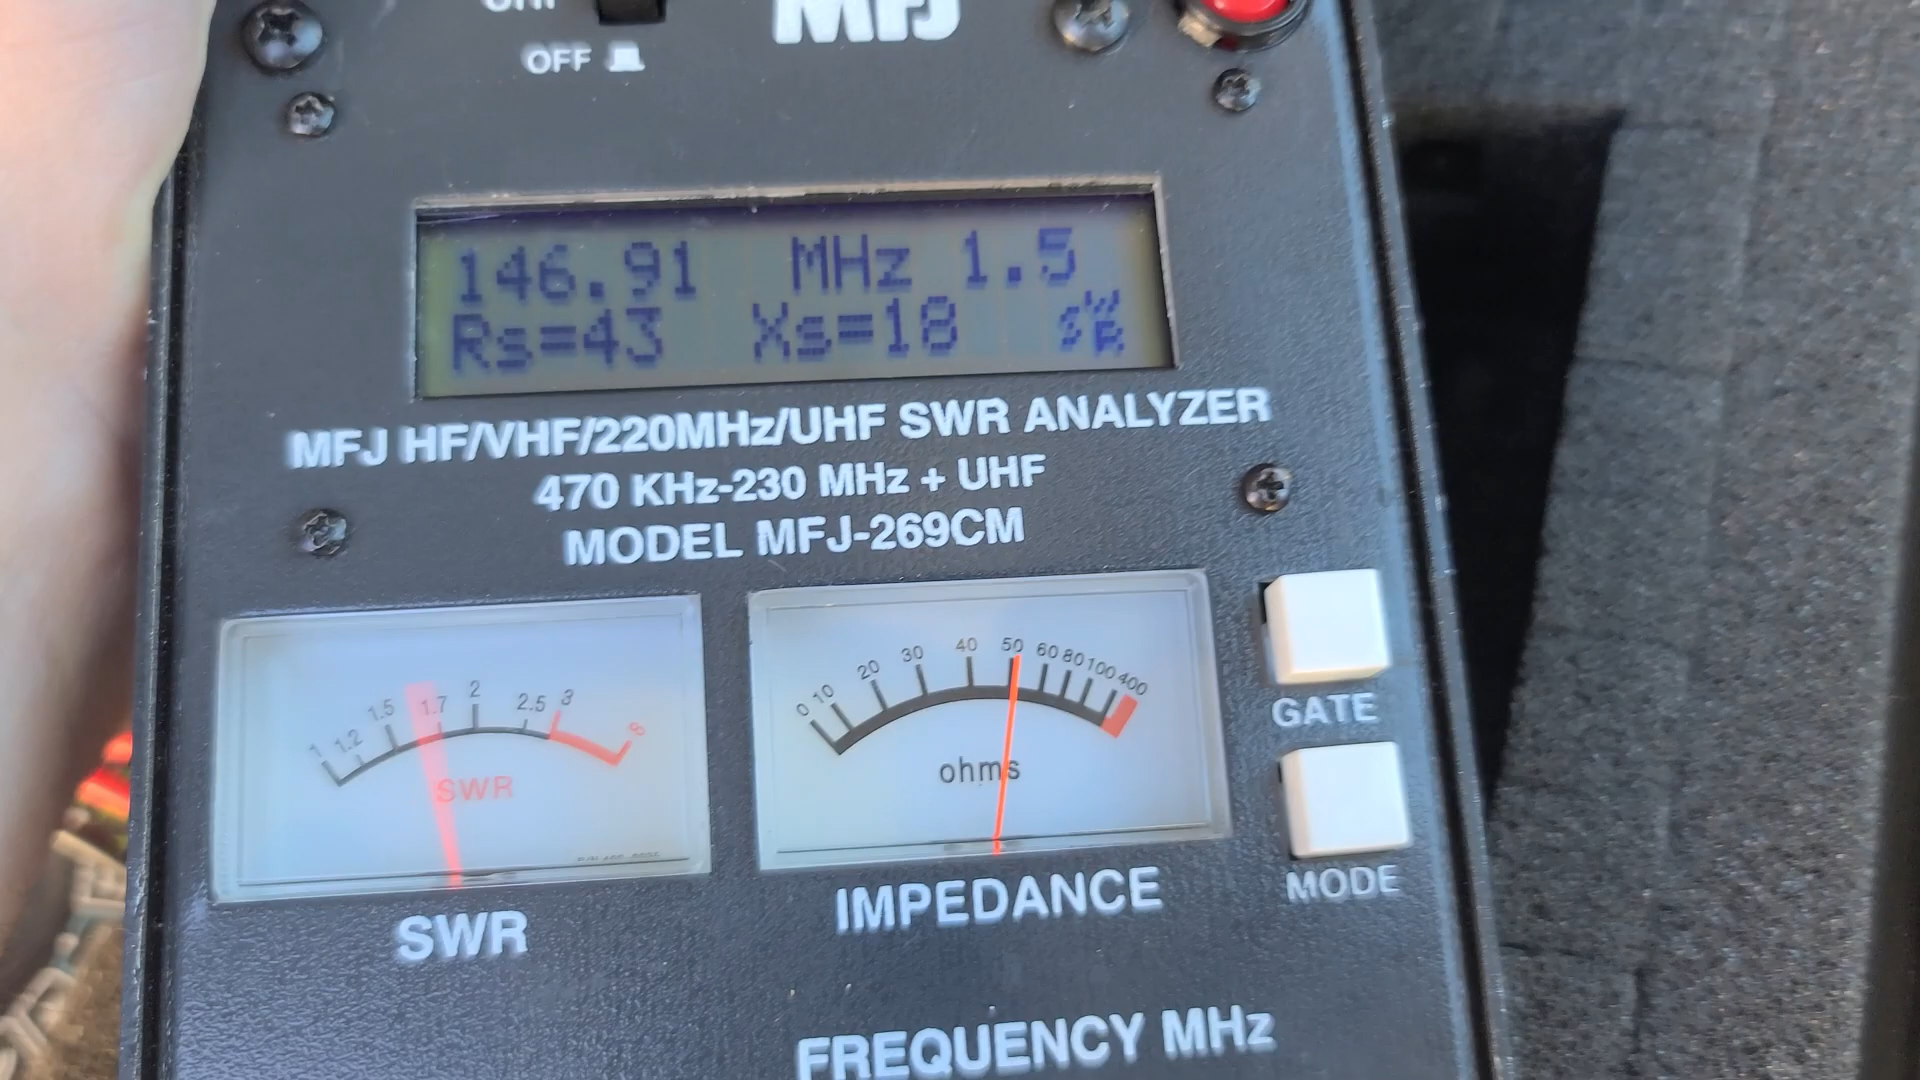 OFF
MFJ
146.91 MHz 1.5
Rs=43 Xs=18 SWR
MFJ HF/VHF/220MHz/UHF SWR ANALYZER
470 KHz-230 MHz + UHF
MODEL MFJ-269CM
1 1.2 1.5 1.7 2 2.5 3 8
SWR
0 10 20 30 40 50 60 80 100 400
ohms
GATE
MODE
SWR
IMPEDANCE
FREQUENCY MHz